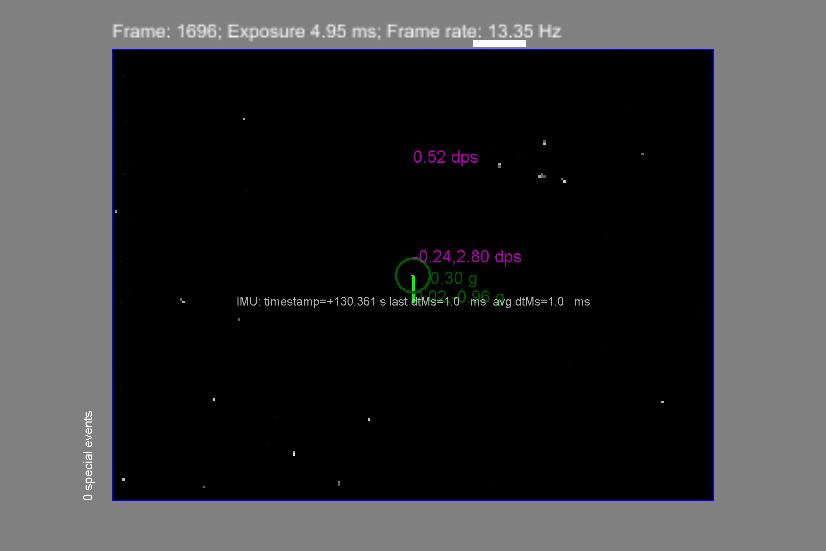 Frame: 1696; Exposure 4.95 ms; Frame rate: 13.35 Hz
0.52 dps
-0.24,2.80 dps
0.30 g
0.96 g
IMU: timestamp=+130.361 s last dtMs=1.0 ms avg dtMs=1.0 ms
0 special events